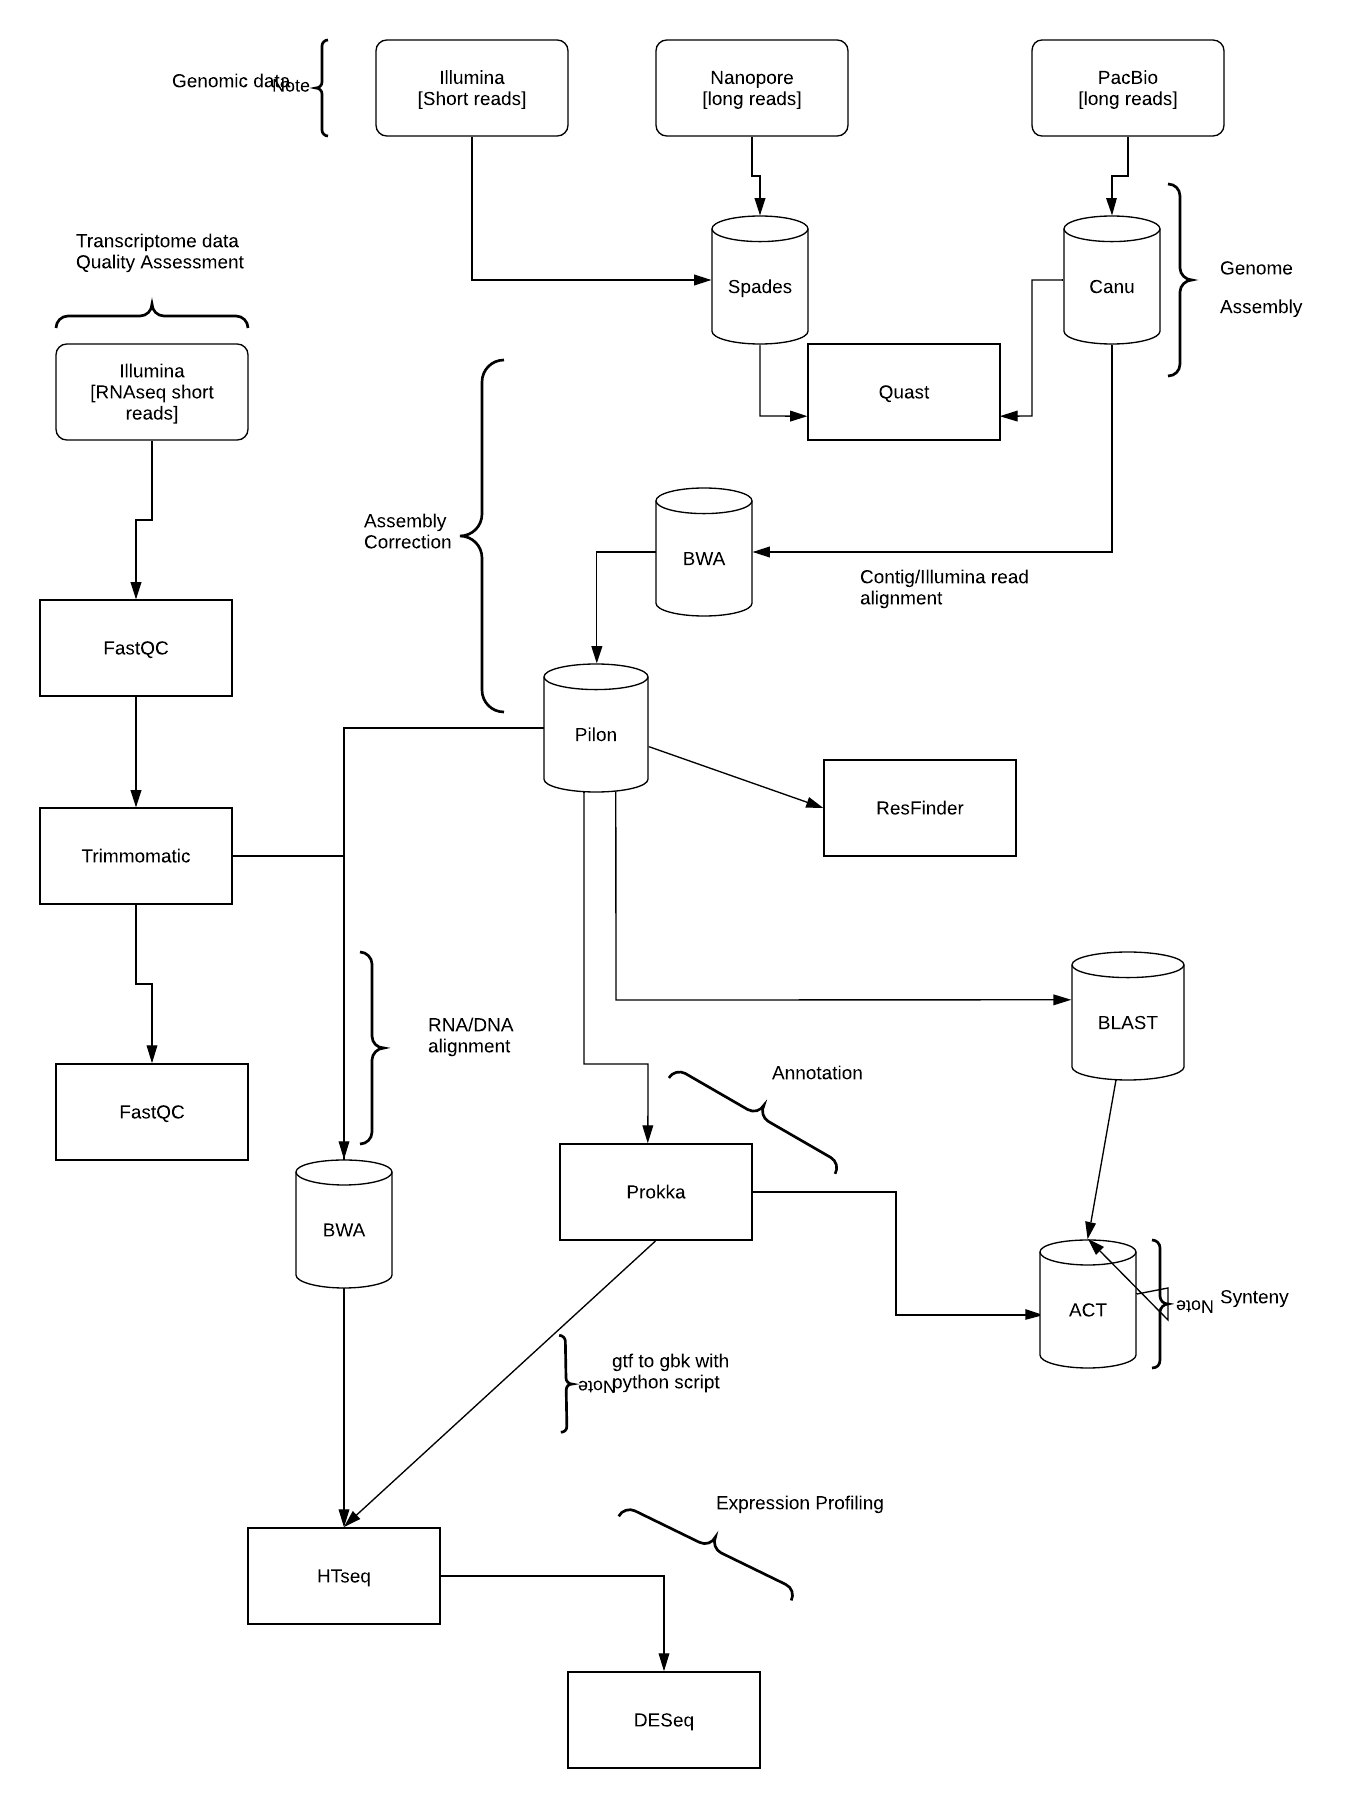 Genomic data
Note
Illumina
[Short reads]
Nanopore
[long reads]
PacBio
[long reads]
Transcriptome data
Quality Assessment
Spades
Canu
Genome
Assembly
Illumina
[RNAseq short
reads]
Quast
Assembly
Correction
BWA
Contig/Illumina read
alignment
FastQC
Pilon
ResFinder
Trimmomatic
RNA/DNA
alignment
BLAST
Annotation
FastQC
Prokka
BWA
ACT
Note
Synteny
gtf to gbk with
python script
Note
Expression Profiling
HTseq
DESeq